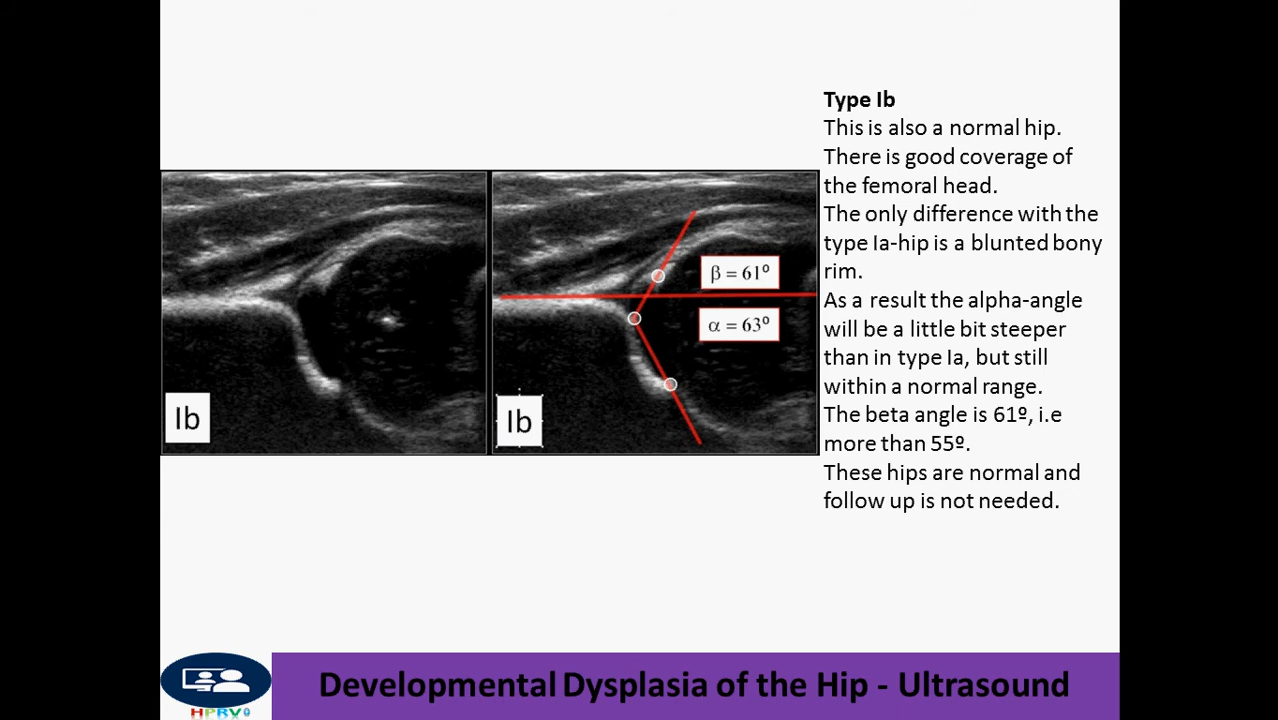 Type Ib
This is also a normal hip.
There is good coverage of
the femoral head.
The only difference with the
type Ia-hip is a blunted bony
rim.
As a result the alpha-angle
will be a little bit steeper
than in type Ia, but still
within a normal range.
The beta angle is 61º, i.e
more than 55º.
These hips are normal and
follow up is not needed.
β = 61º
α = 63º
Ib
Ib
Developmental Dysplasia of the Hip - Ultrasound